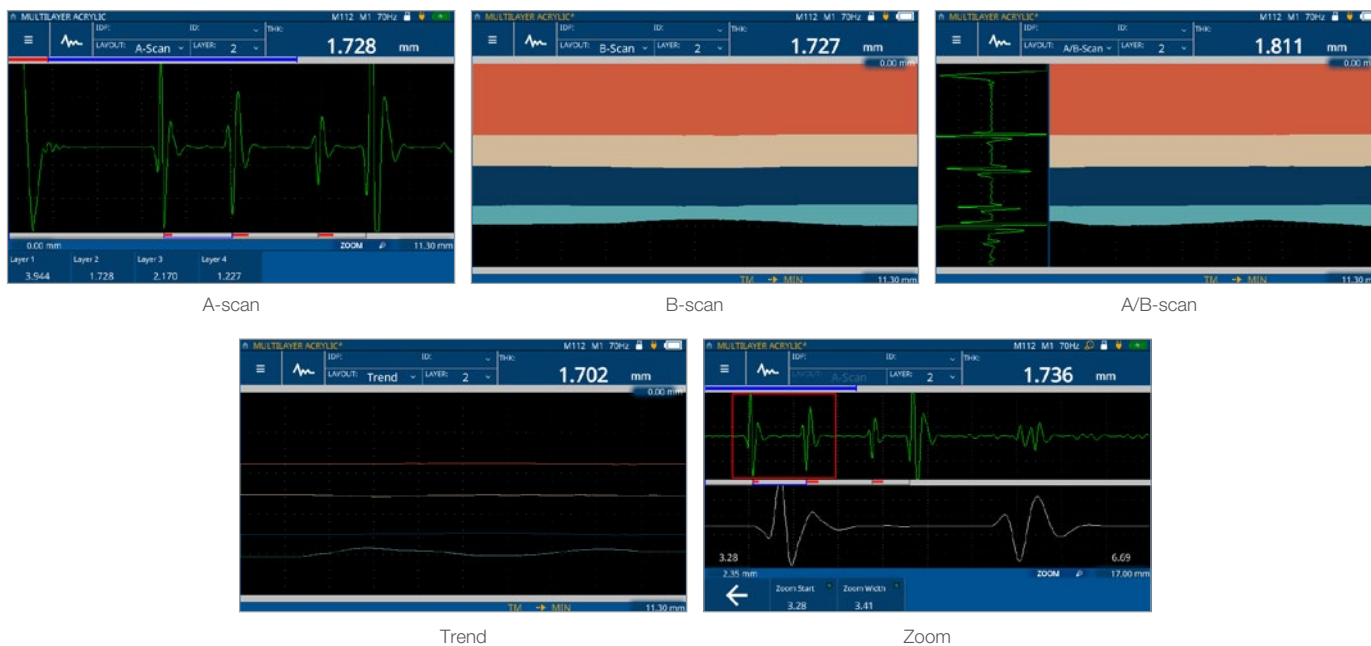 MULTILAYER ACRYLIC M112 M1 70Hz
IDF: ID: THK:
LAYOUT: A-Scan LAYER: 2 1.728 mm
0.00 mm ZOOM 11.30 mm
Layer 1 Layer 2 Layer 3 Layer 4
3.944 1.728 2.170 1.227
A-scan
MULTILAYER ACRYLIC* M112 M1 70Hz
IDF: ID: THK:
LAYOUT: B-Scan LAYER: 2 1.727 mm
0.00 mm
TM MIN 11.30 mm
B-scan
MULTILAYER ACRYLIC* M112 M1 70Hz
IDF: ID: THK:
LAYOUT: A/B-Scan LAYER: 2 1.811 mm
0.00 m
TM MIN 11.30 m
A/B-scan
MULTILAYER ACRYLIC* M112 M1 70Hz
IDF: ID: THK:
LAYOUT: Trend LAYER: 2 1.702 mm
0.00 mm
TM MIN 11.30 mm
Trend
MULTILAYER ACRYLIC* M112 M1 70Hz
IDF: ID: THK:
LAYOUT: A-Scan LAYER: 2 1.736 mm
3.28 6.69
2.35 mm ZOOM 17.00 mm
Zoom Start Zoom Width
3.28 3.41
Zoom